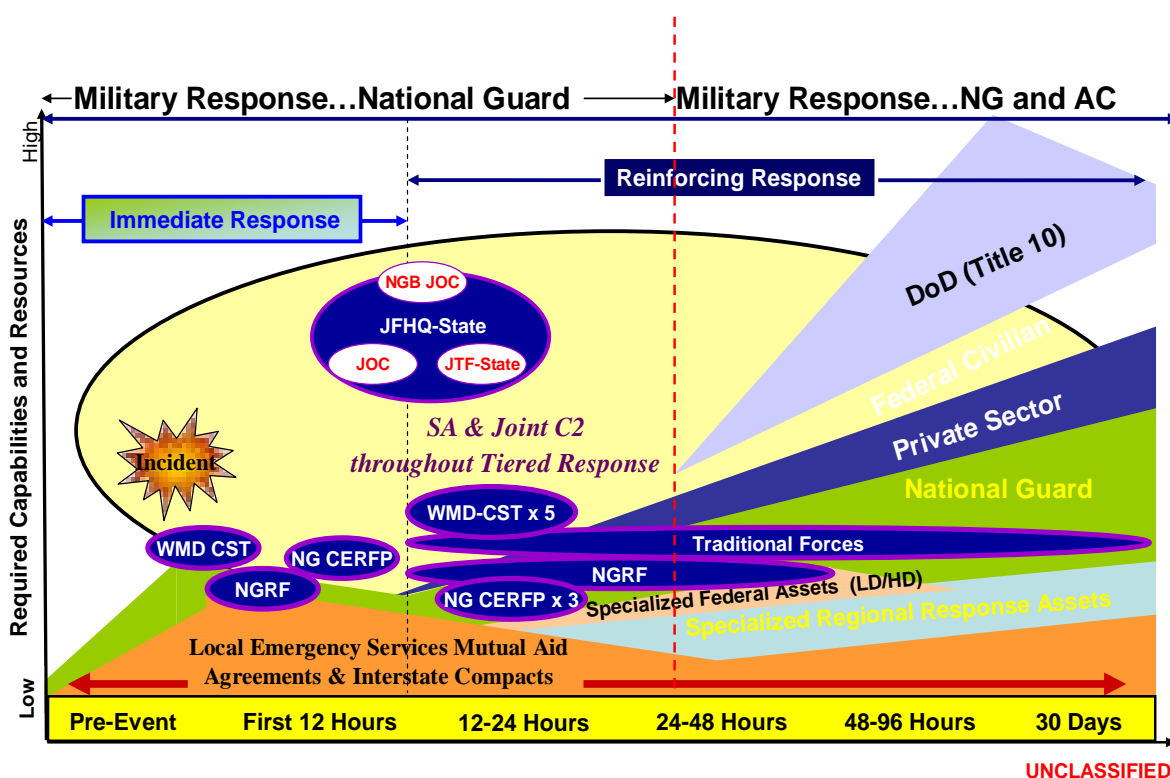 Military Response…National Guard
Military Response…NG and AC
High
Reinforcing Response
Immediate Response
NGB JOC
JFHQ-State
JOC
JTF-State
DoD (Title 10)
Federal Civilian
Private Sector
National Guard
SA & Joint C2
throughout Tiered Response
Incident
WMD-CST x 5
WMD CST
NG CERFP
Traditional Forces
NGRF
NGRF
NG CERFP x 3
Specialized Federal Assets (LD/HD)
Specialized Regional Response Assets
Local Emergency Services Mutual Aid
Agreements & Interstate Compacts
Required Capabilities and Resources
Low
Pre-Event
First 12 Hours
12-24 Hours
24-48 Hours
48-96 Hours
30 Days
UNCLASSIFIED